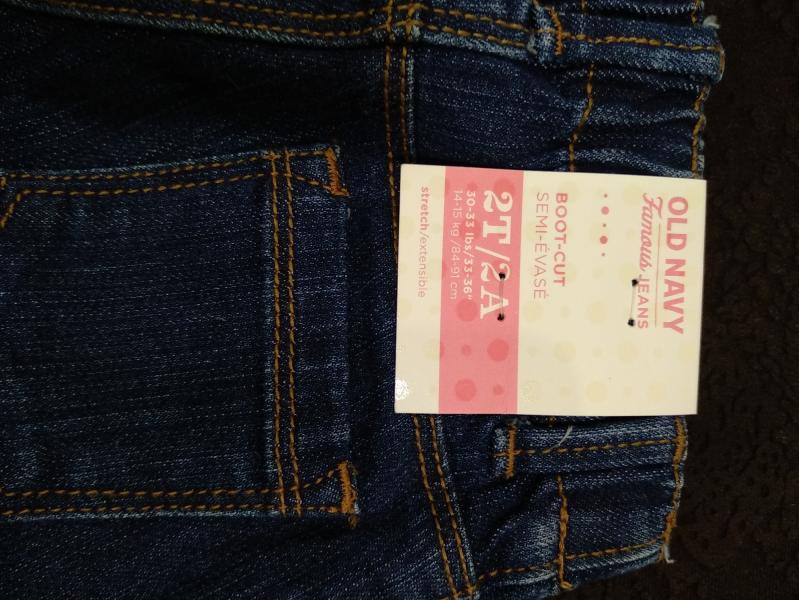 OLD NAVY
Famous JEANS
BOOT-CUT
SEMI-ÉVASÉ
2T/2A
30-33 lbs/33-36"
14-15 kg /84-91 cm
stretch/extensible